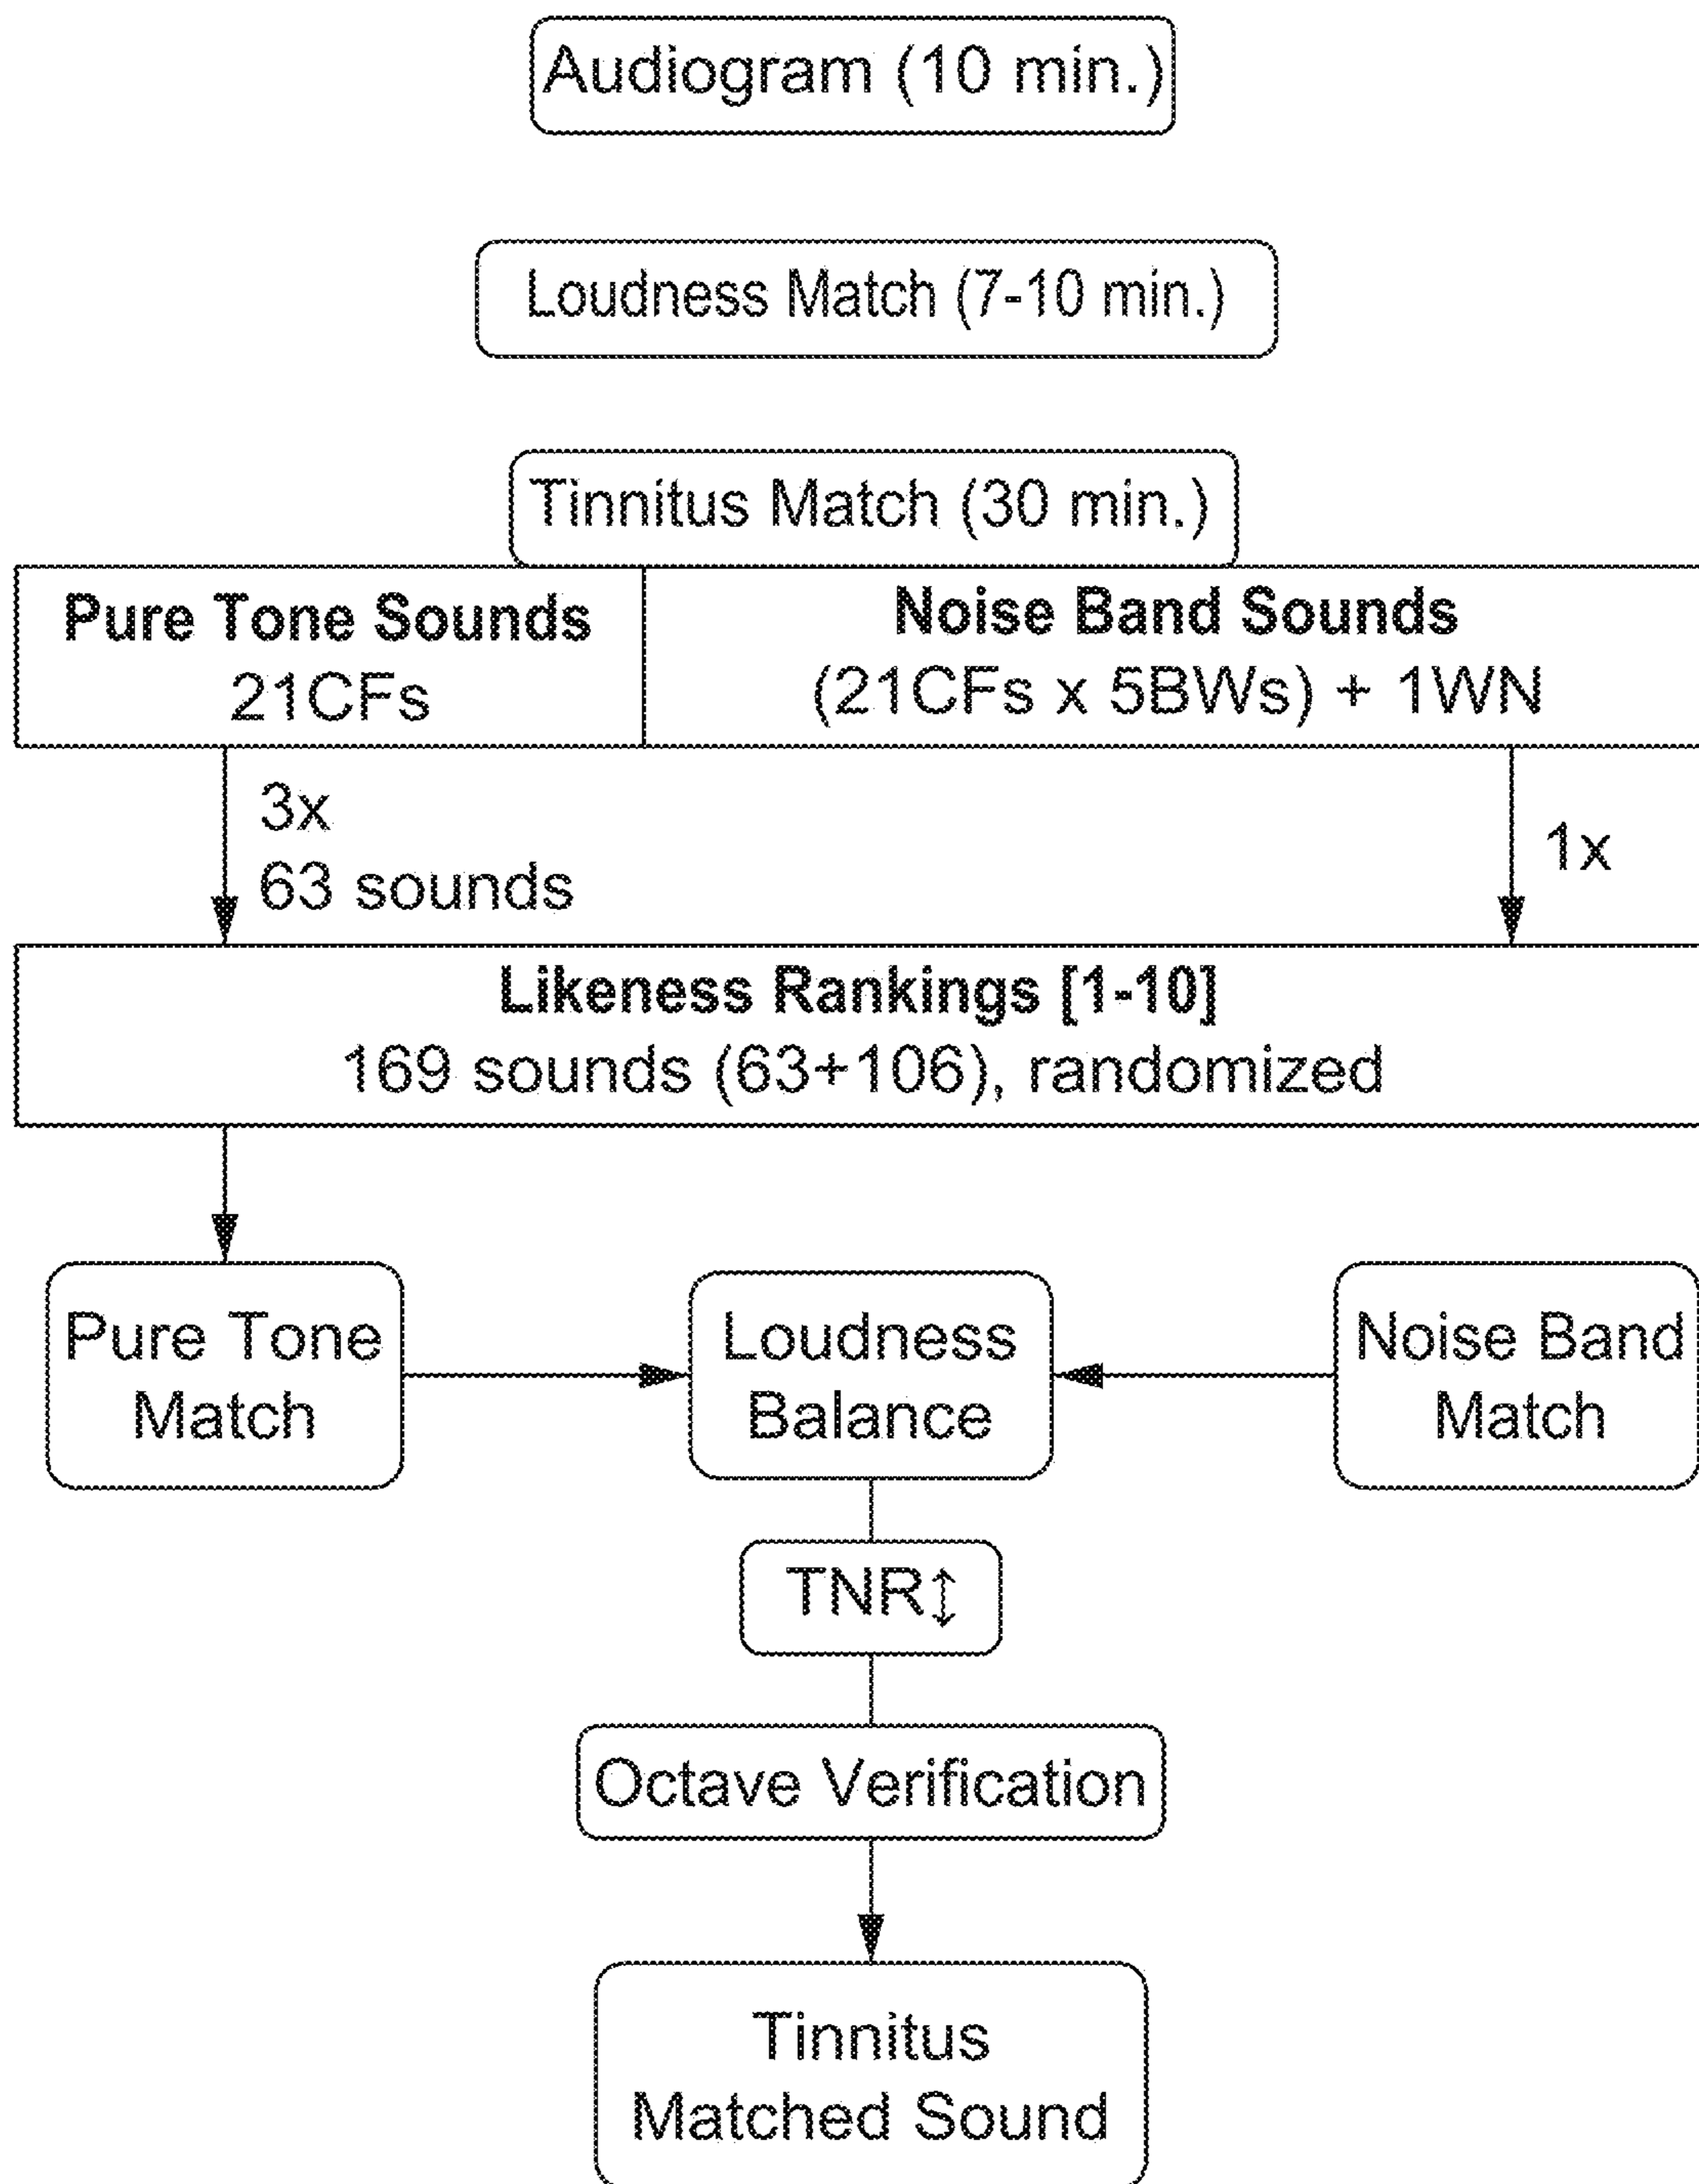 Audiogram (10 min.)
Loudness Match (7-10 min.)
Tinnitus Match (30 min.)
Pure Tone Sounds
21CFs
Noise Band Sounds
(21CFs x 5BWs) + 1WN
3x
63 sounds
1x
Likeness Rankings [1-10]
169 sounds (63+106), randomized
Pure Tone
Match
Loudness
Balance
Noise Band
Match
TNR↕
Octave Verification
Tinnitus
Matched Sound